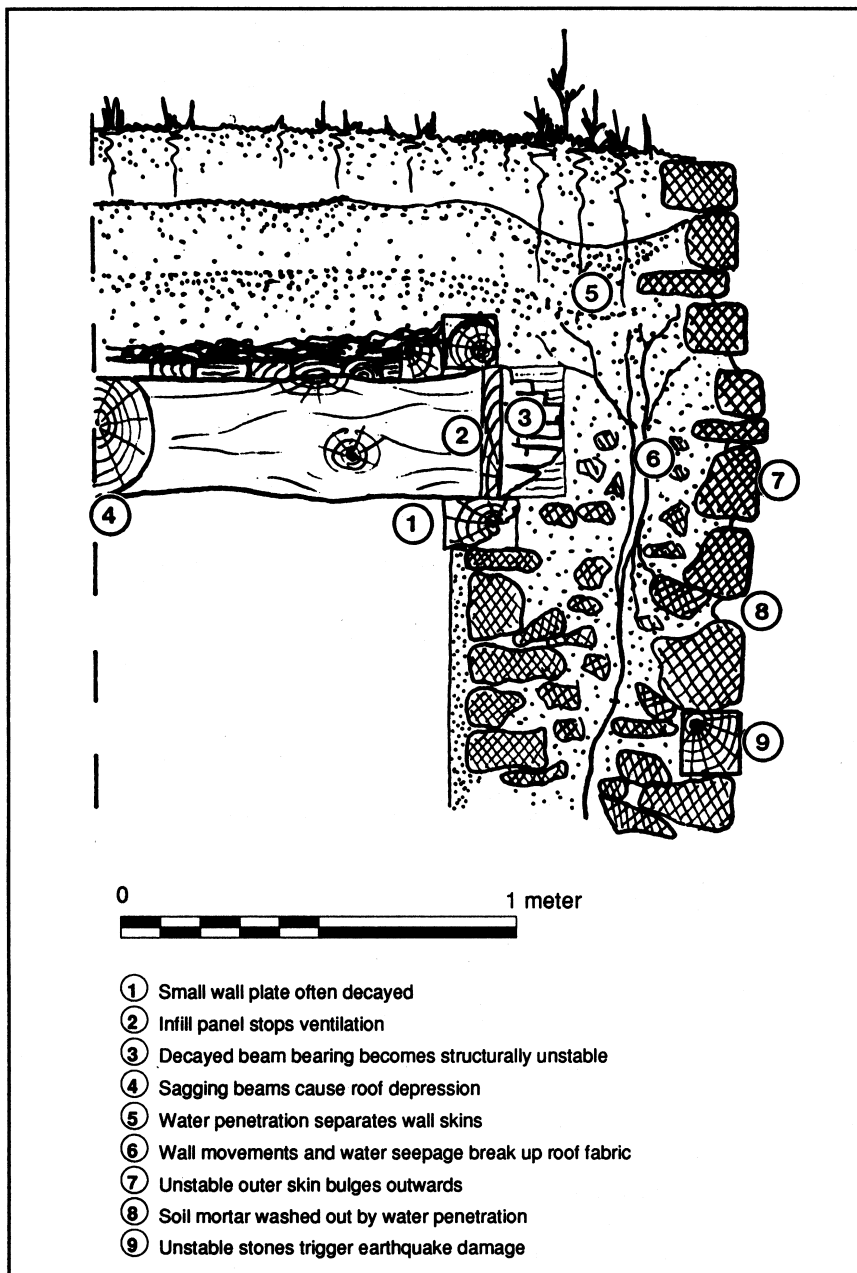 5
3
2
6
7
4
1
8
9
0 1 meter
1 Small wall plate often decayed
2 Infill panel stops ventilation
3 Decayed beam bearing becomes structurally unstable
4 Sagging beams cause roof depression
5 Water penetration separates wall skins
6 Wall movements and water seepage break up roof fabric
7 Unstable outer skin bulges outwards
8 Soil mortar washed out by water penetration
9 Unstable stones trigger earthquake damage